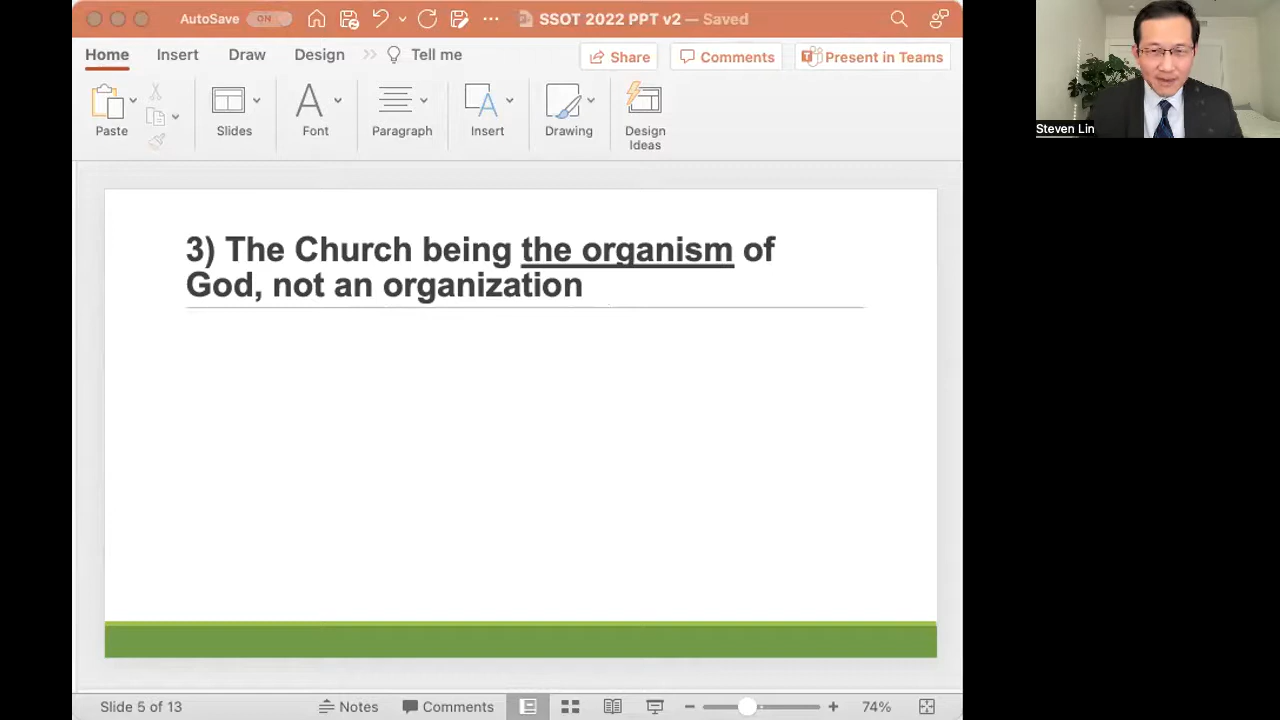 AutoSave ON ... SSOT 2022 PPT v2 — Saved
Home Insert Draw Design >> Tell me Share Comments Present in Teams
Paste Slides Font Paragraph Insert Drawing Design Ideas
Steven Lin
3) The Church being the organism of
God, not an organization
Slide 5 of 13 Notes Comments 74%